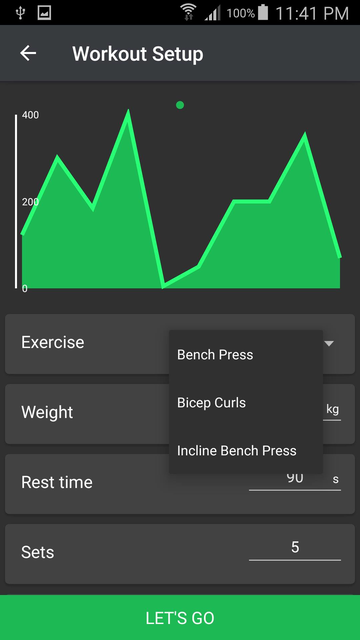 100% 11:41 PM
Workout Setup
400
200
0
Exercise
Bench Press
Weight
Bicep Curls
kg
Incline Bench Press
Rest time
90 s
Sets
5
LET'S GO